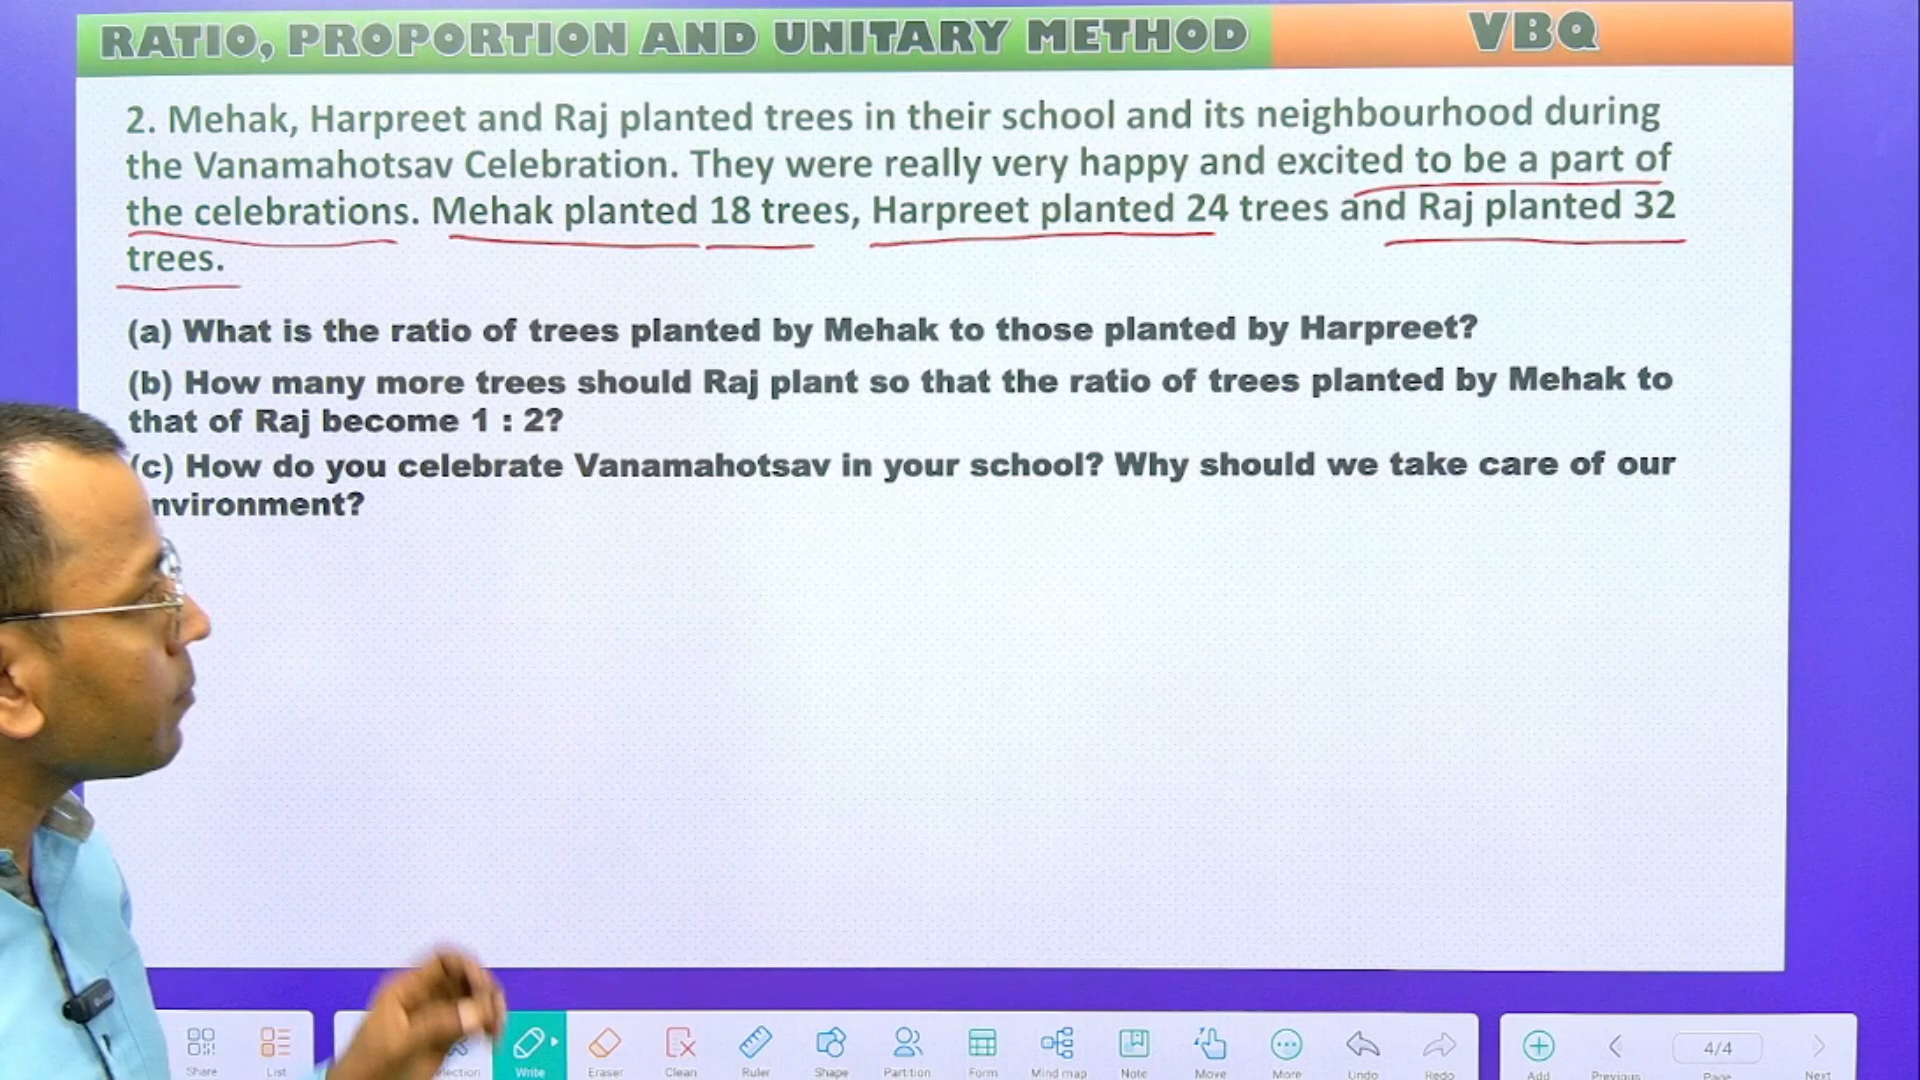 RATIO, PROPORTION AND UNITARY METHOD
VBQ
2. Mehak, Harpreet and Raj planted trees in their school and its neighbourhood during
the Vanamahotsav Celebration. They were really very happy and excited to be a part of
the celebrations. Mehak planted 18 trees, Harpreet planted 24 trees and Raj planted 32
trees.
(a) What is the ratio of trees planted by Mehak to those planted by Harpreet?
(b) How many more trees should Raj plant so that the ratio of trees planted by Mehak to
that of Raj become 1 : 2?
(c) How do you celebrate Vanamahotsav in your school? Why should we take care of our
nvironment?
Share List lection Write Eraser Clean Ruler Shape Partition Form Mind map Note Move More Undo Redo
4/4
Add Previous Page Next